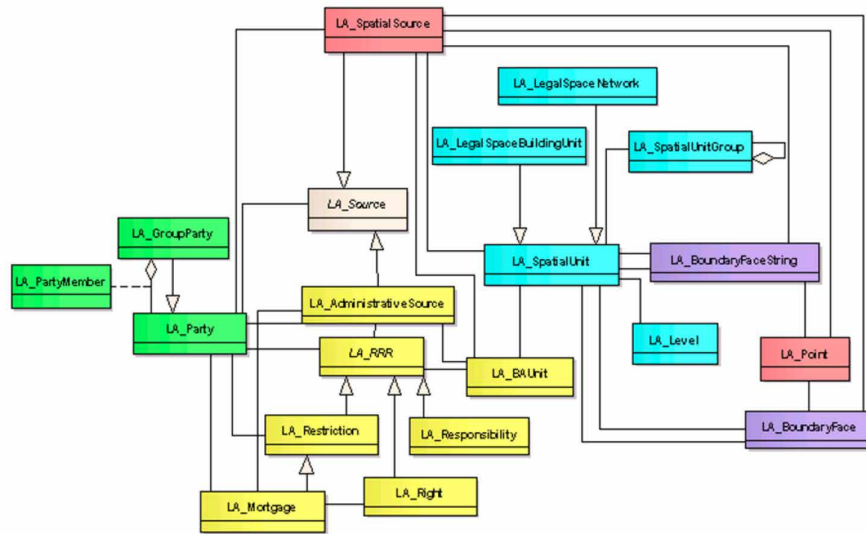 LA_SpatialSource
LA_LegalSpaceNetwork
LA_LegalSpaceBuildingUnit
LA_SpatialUnitGroup
LA_Source
LA_GroupParty
LA_SpatialUnit
LA_BoundaryFaceString
LA_PartyMember
LA_AdministrativeSource
LA_Party
LA_Level
LA_RRR
LA_Point
LA_BAUnit
LA_Restriction
LA_Responsibility
LA_BoundaryFace
LA_Mortgage
LA_Right